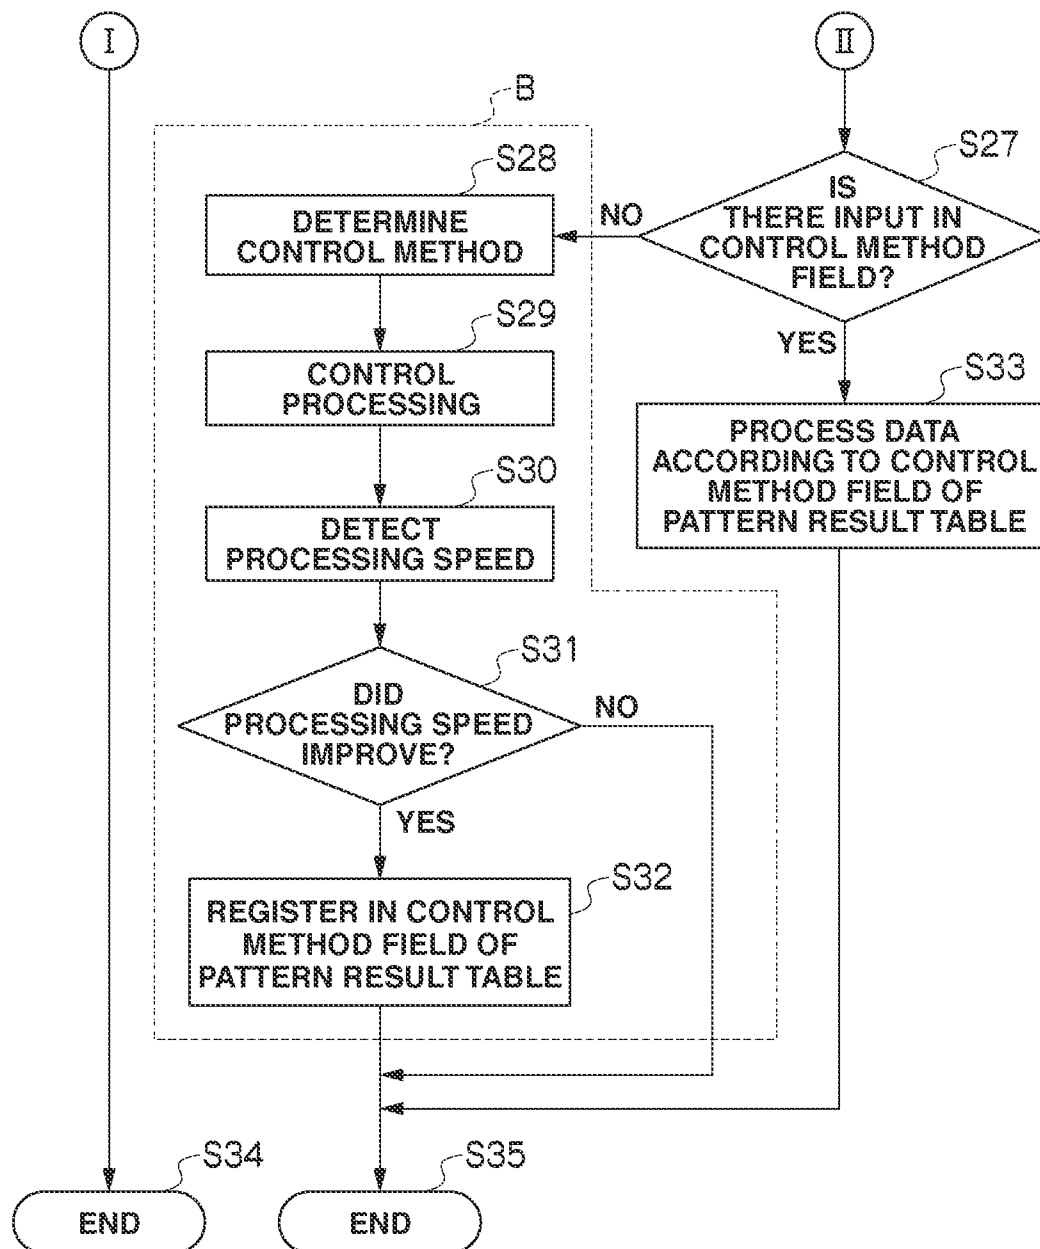 I
II
B
S27
IS
THERE INPUT IN
CONTROL METHOD
FIELD?
NO
YES
S28
DETERMINE
CONTROL METHOD
S29
CONTROL
PROCESSING
S33
PROCESS DATA
ACCORDING TO CONTROL
METHOD FIELD OF
PATTERN RESULT TABLE
S30
DETECT
PROCESSING SPEED
S31
DID
PROCESSING SPEED
IMPROVE?
NO
YES
S32
REGISTER IN CONTROL
METHOD FIELD OF
PATTERN RESULT TABLE
S34
END
S35
END